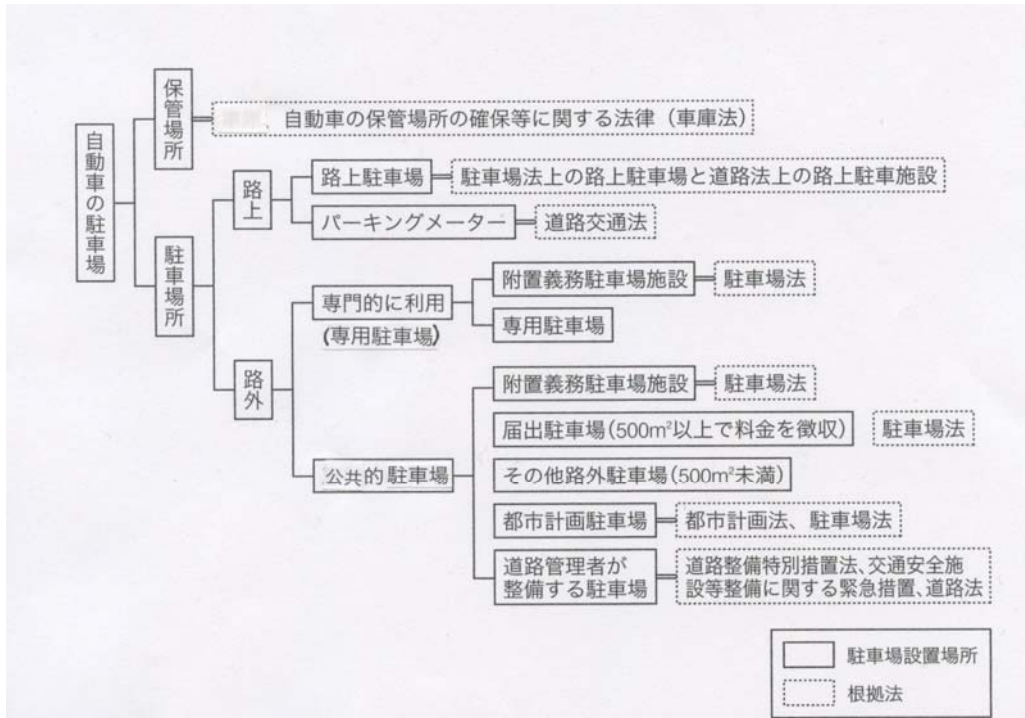 自動車の駐車場
保管場所
、自動車の保管場所の確保等に関する法律（車庫法）
駐車場所
路上
路上駐車場
駐車場法上の路上駐車場と道路法上の路上駐車施設
パーキングメーター
道路交通法
路外
専門的に利用
(専用駐車場)
附置義務駐車場施設
駐車場法
専用駐車場
公共的駐車場
附置義務駐車場施設
駐車場法
届出駐車場(500m²以上で料金を徴収)
駐車場法
その他路外駐車場(500m²未満)
都市計画駐車場
都市計画法、駐車場法
道路管理者が
整備する駐車場
道路整備特別措置法、交通安全施
設等整備に関する緊急措置、道路法
駐車場設置場所
根拠法